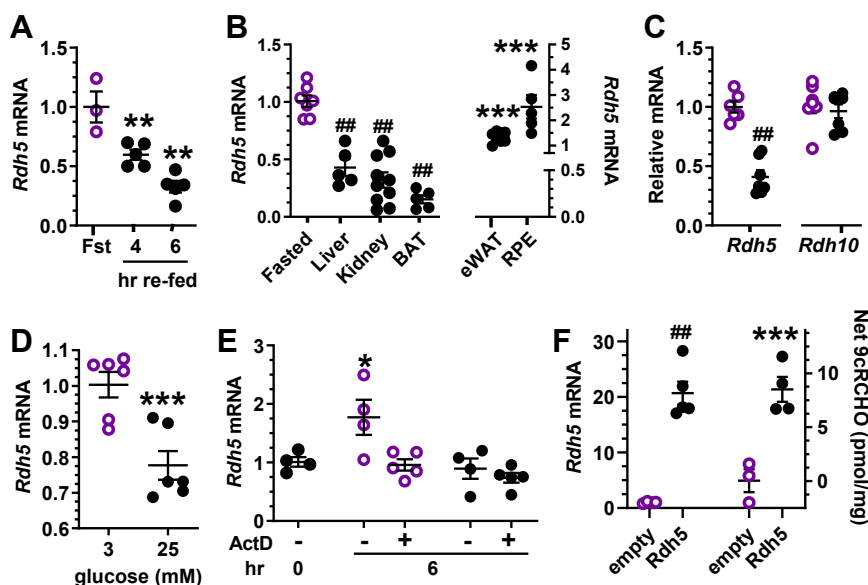 A
Rdh5 mRNA
1.5
1.0
0.5
0.0
**
**
Fst 4 6
hr re-fed
B
Rdh5 mRNA
1.5
1.0
0.5
0.0
##
##
##
***
***
5
4
3
2
1
0.5
0
Rdh5 mRNA
Fasted
Liver
Kidney
BAT
eWAT
RPE
C
Relative mRNA
1.5
1.0
0.5
0.0
##
Rdh5 Rdh10
D
Rdh5 mRNA
1.1
1.0
0.9
0.8
0.7
0.6
***
3 25
glucose (mM)
E
Rdh5 mRNA
3
2
1
0
*
ActD - - + - +
hr 0 6
F
Rdh5 mRNA
30
20
10
0
##
***
10
5
0
Net 9cRCHO (pmol/mg)
empty
Rdh5
empty
Rdh5